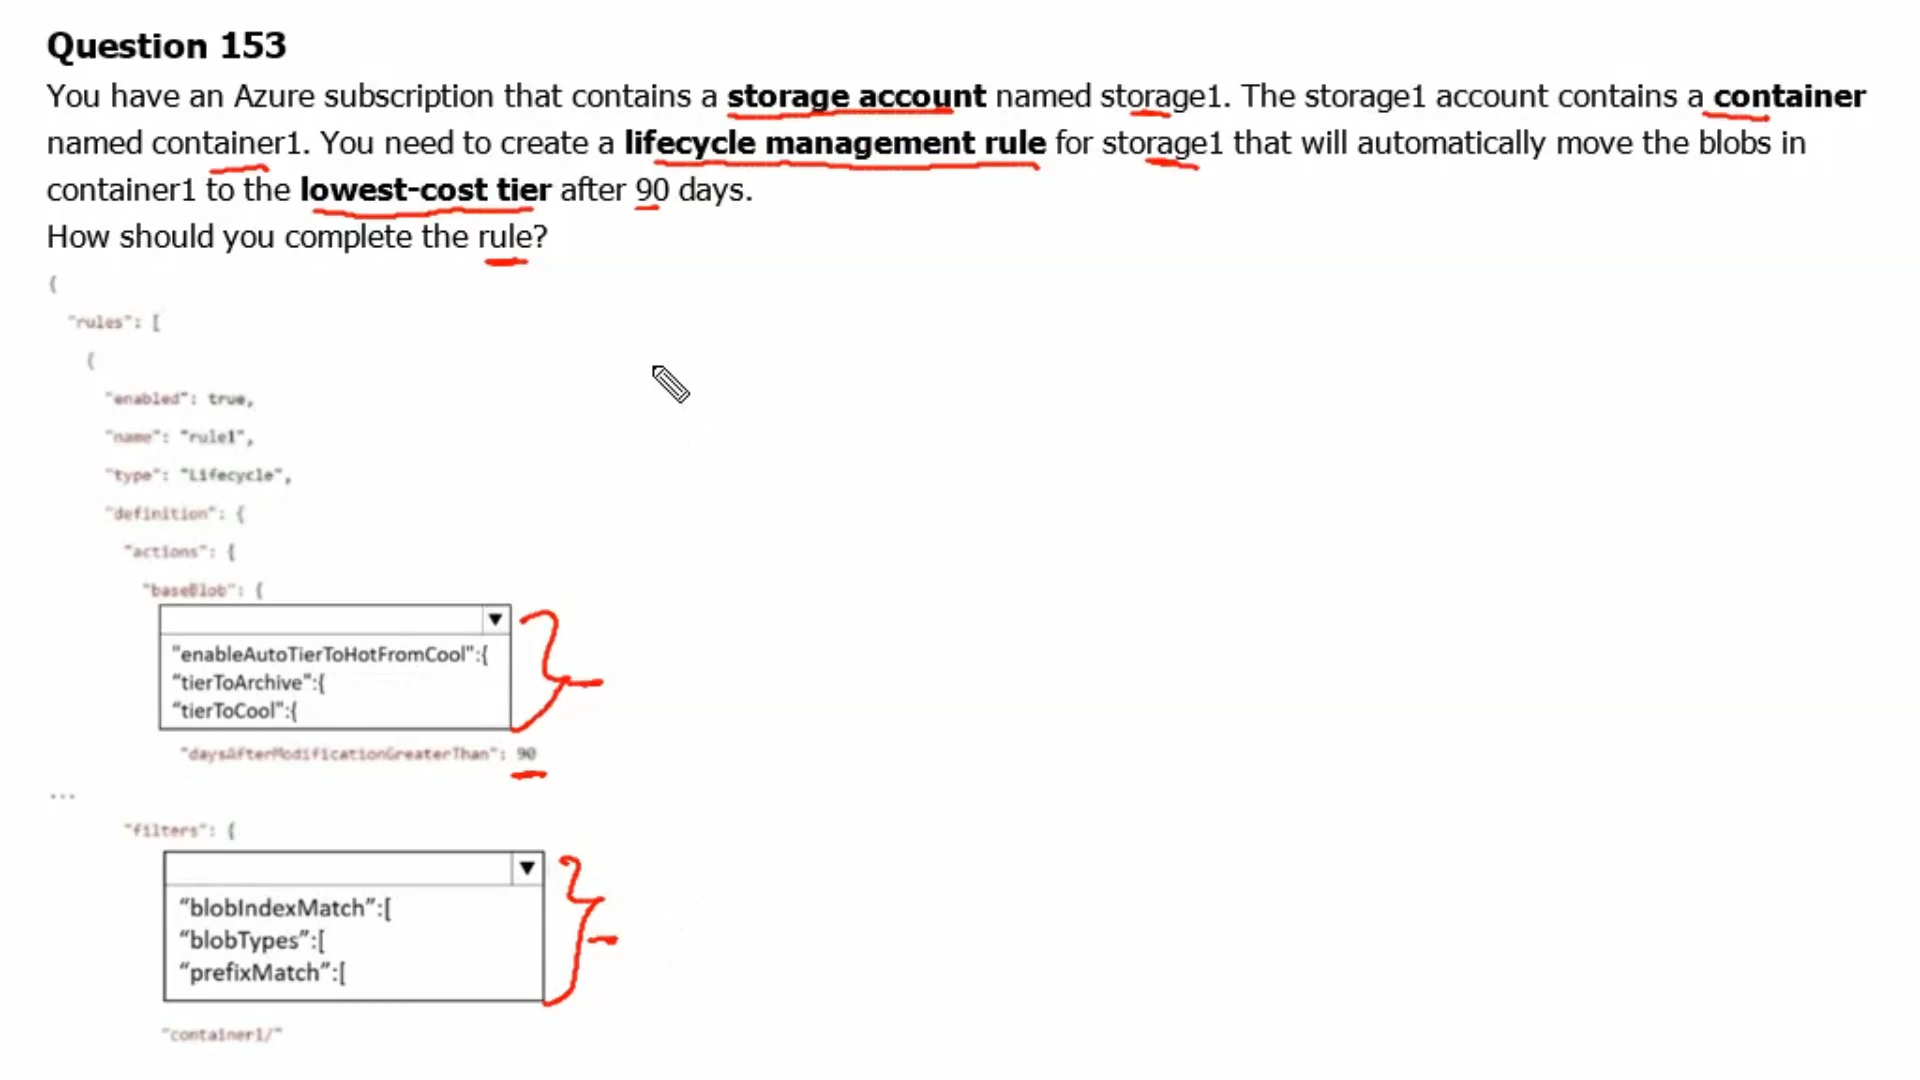 Question 153
You have an Azure subscription that contains a storage account named storage1. The storage1 account contains a container
named container1. You need to create a lifecycle management rule for storage1 that will automatically move the blobs in
container1 to the lowest-cost tier after 90 days.
How should you complete the rule?
{
"rules": [
{
"enabled": true,
"name": "rule1",
"type": "Lifecycle",
"definition": {
"actions": {
"baseBlob": {
"enableAutoTierToHotFromCool":{
“tierToArchive”:{
“tierToCool”:{
"daysAfterModificationGreaterThan": 90
...
"filters": {
“blobIndexMatch”:[
“blobTypes”:[
“prefixMatch”:[
"container1/"